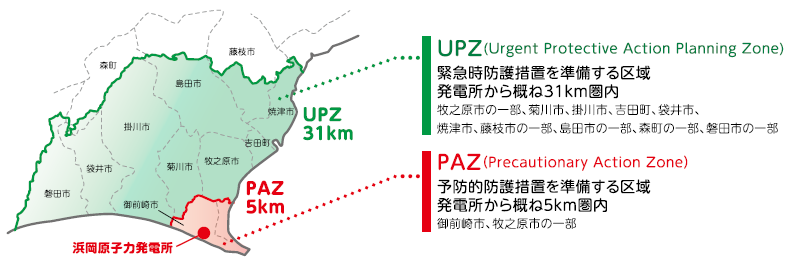 藤枝市
森町
島田市
焼津市
UPZ
31km
掛川市
吉田町
袋井市
菊川市
牧之原市
磐田市
PAZ
5km
御前崎市
浜岡原子力発電所
UPZ(Urgent Protective Action Planning Zone)
緊急時防護措置を準備する区域
発電所から概ね31km圏内
牧之原市の一部、菊川市、掛川市、吉田町、袋井市、
焼津市、藤枝市の一部、島田市の一部、森町の一部、磐田市の一部
PAZ(Precautionary Action Zone)
予防的防護措置を準備する区域
発電所から概ね5km圏内
御前崎市、牧之原市の一部